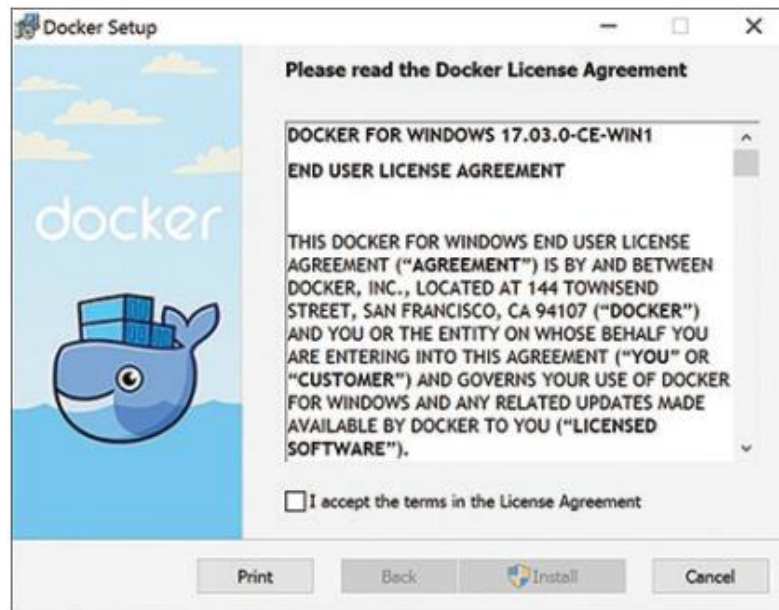 Docker Setup
Please read the Docker License Agreement
DOCKER FOR WINDOWS 17.03.0-CE-WIN1
END USER LICENSE AGREEMENT
docker
THIS DOCKER FOR WINDOWS END USER LICENSE
AGREEMENT (“AGREEMENT”) IS BY AND BETWEEN
DOCKER, INC., LOCATED AT 144 TOWNSEND
STREET, SAN FRANCISCO, CA 94107 (“DOCKER”)
AND YOU OR THE ENTITY ON WHOSE BEHALF YOU
ARE ENTERING INTO THIS AGREEMENT (“YOU” OR
“CUSTOMER”) AND GOVERNS YOUR USE OF DOCKER
FOR WINDOWS AND ANY RELATED UPDATES MADE
AVAILABLE BY DOCKER TO YOU (“LICENSED
SOFTWARE”).
I accept the terms in the License Agreement
Print Back Install Cancel